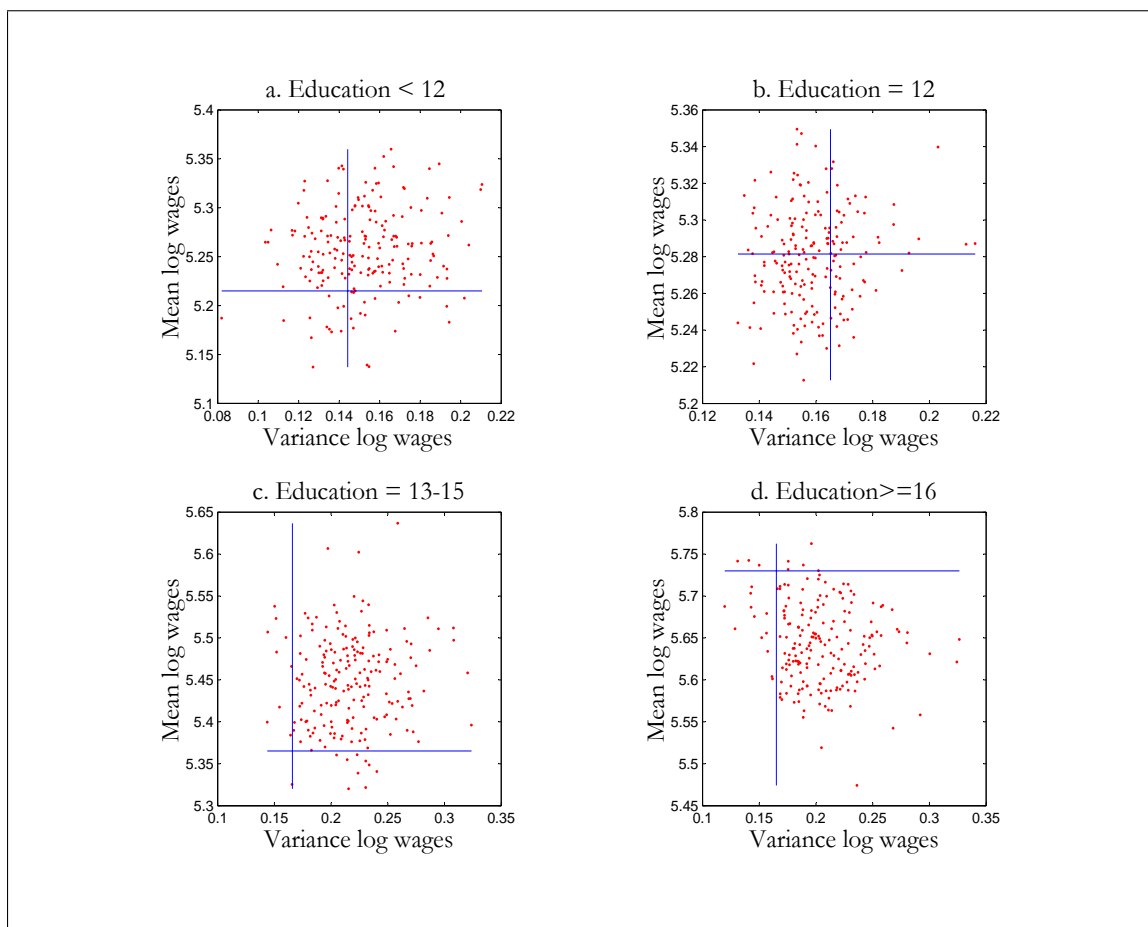 a. Education < 12
5.4
5.35
5.3
5.25
5.2
5.15
5.1
Mean log wages
0.08 0.1 0.12 0.14 0.16 0.18 0.2 0.22
Variance log wages
b. Education = 12
5.36
5.34
5.32
5.3
5.28
5.26
5.24
5.22
5.2
Mean log wages
0.12 0.14 0.16 0.18 0.2 0.22
Variance log wages
c. Education = 13-15
5.65
5.6
5.55
5.5
5.45
5.4
5.35
5.3
Mean log wages
0.1 0.15 0.2 0.25 0.3 0.35
Variance log wages
d. Education>=16
5.8
5.75
5.7
5.65
5.6
5.55
5.5
5.45
Mean log wages
0.1 0.15 0.2 0.25 0.3 0.35
Variance log wages